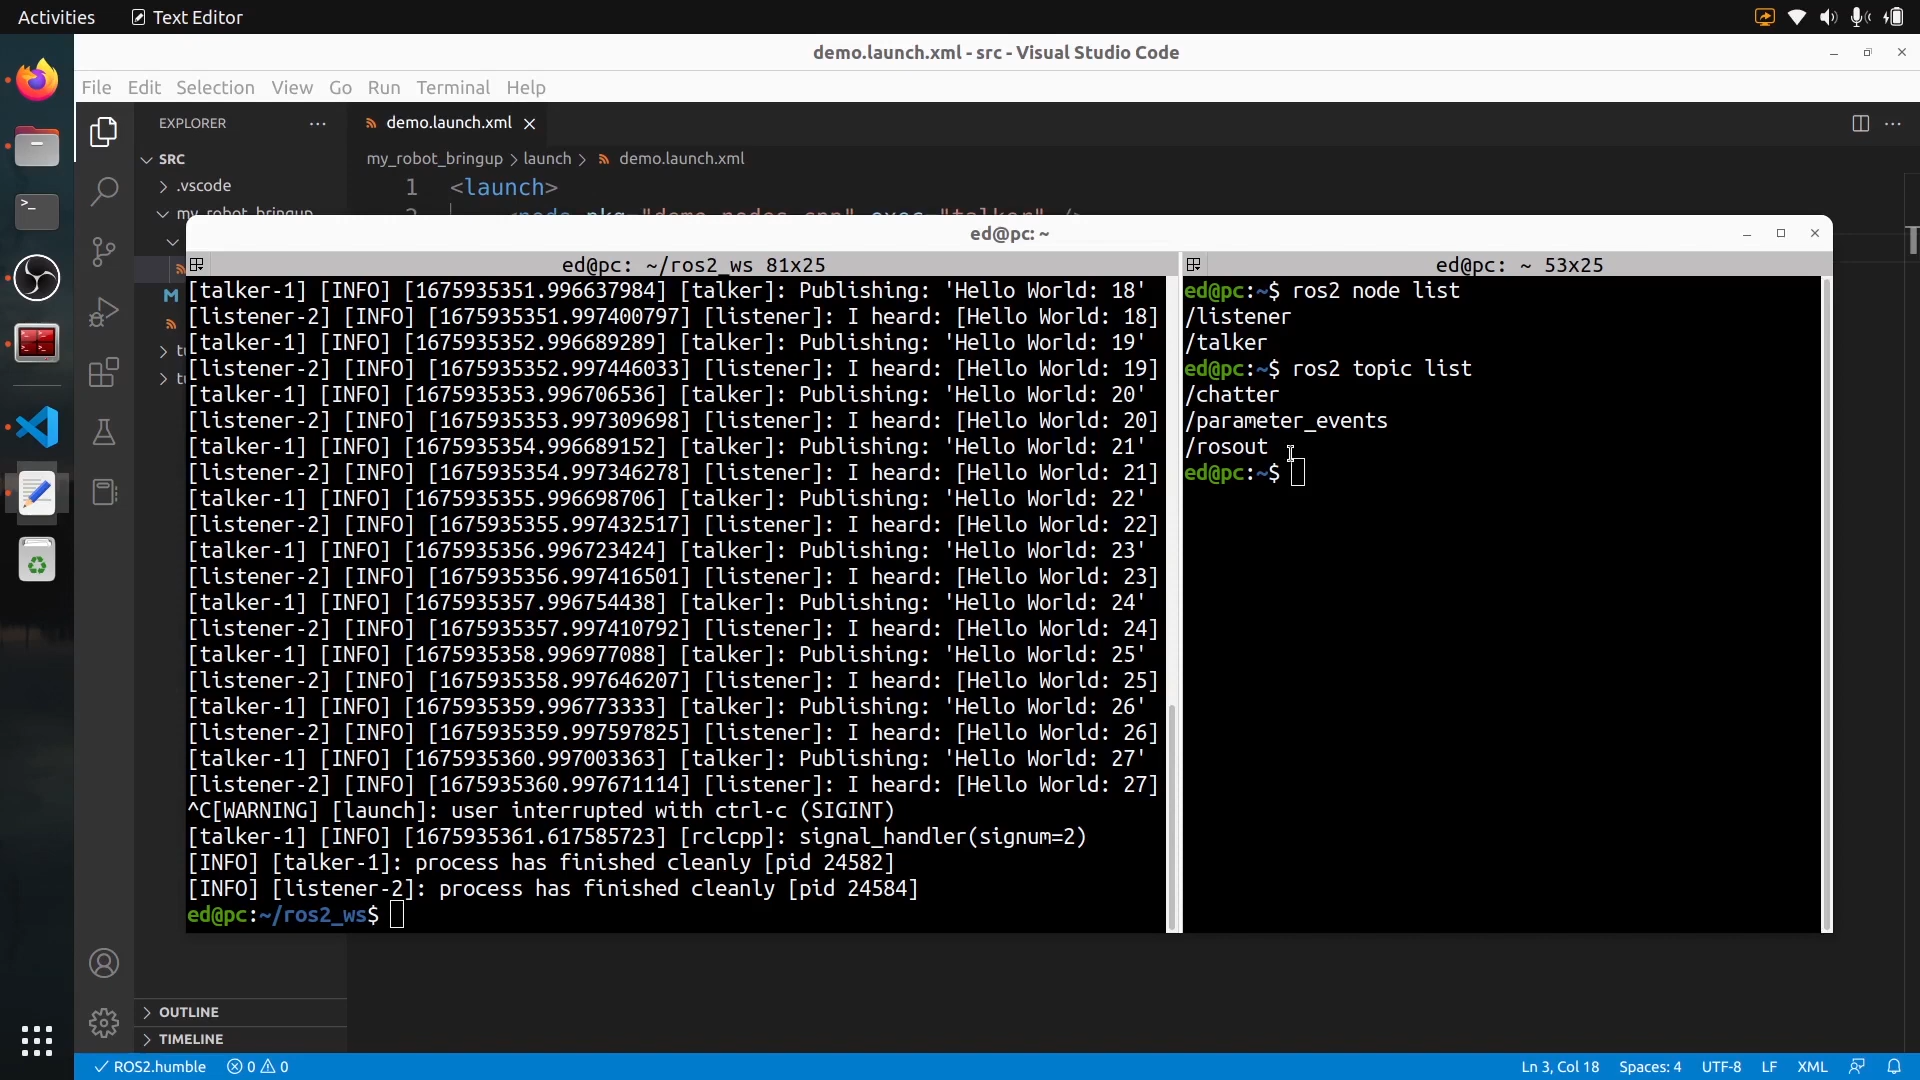 Activities
Text Editor
demo.launch.xml - src - Visual Studio Code
File Edit Selection View Go Run Terminal Help
EXPLORER
demo.launch.xml
SRC
my_robot_bringup > launch > demo.launch.xml
.vscode
1 <launch>
my_robot_bringup
2 <node pkg="demo_nodes_cpp" exec="talker" />
ed@pc: ~
ed@pc: ~/ros2_ws 81x25
[talker-1] [INFO] [1675935351.996637984] [talker]: Publishing: 'Hello World: 18'
[listener-2] [INFO] [1675935351.997400797] [listener]: I heard: [Hello World: 18]
[talker-1] [INFO] [1675935352.996689289] [talker]: Publishing: 'Hello World: 19'
[listener-2] [INFO] [1675935352.997446033] [listener]: I heard: [Hello World: 19]
[talker-1] [INFO] [1675935353.996706536] [talker]: Publishing: 'Hello World: 20'
[listener-2] [INFO] [1675935353.997309698] [listener]: I heard: [Hello World: 20]
[talker-1] [INFO] [1675935354.996689152] [talker]: Publishing: 'Hello World: 21'
[listener-2] [INFO] [1675935354.997346278] [listener]: I heard: [Hello World: 21]
[talker-1] [INFO] [1675935355.996698706] [talker]: Publishing: 'Hello World: 22'
[listener-2] [INFO] [1675935355.997432517] [listener]: I heard: [Hello World: 22]
[talker-1] [INFO] [1675935356.996723424] [talker]: Publishing: 'Hello World: 23'
[listener-2] [INFO] [1675935356.997416501] [listener]: I heard: [Hello World: 23]
[talker-1] [INFO] [1675935357.996754438] [talker]: Publishing: 'Hello World: 24'
[listener-2] [INFO] [1675935357.997410792] [listener]: I heard: [Hello World: 24]
[talker-1] [INFO] [1675935358.996977088] [talker]: Publishing: 'Hello World: 25'
[listener-2] [INFO] [1675935358.997646207] [listener]: I heard: [Hello World: 25]
[talker-1] [INFO] [1675935359.996773333] [talker]: Publishing: 'Hello World: 26'
[listener-2] [INFO] [1675935359.997597825] [listener]: I heard: [Hello World: 26]
[talker-1] [INFO] [1675935360.997003363] [talker]: Publishing: 'Hello World: 27'
[listener-2] [INFO] [1675935360.997671114] [listener]: I heard: [Hello World: 27]
^C[WARNING] [launch]: user interrupted with ctrl-c (SIGINT)
[talker-1] [INFO] [1675935361.617585723] [rclcpp]: signal_handler(signum=2)
[INFO] [talker-1]: process has finished cleanly [pid 24582]
[INFO] [listener-2]: process has finished cleanly [pid 24584]
ed@pc:~/ros2_ws$
ed@pc: ~ 53x25
ed@pc:~$ ros2 node list
/listener
/talker
ed@pc:~$ ros2 topic list
/chatter
/parameter_events
/rosout
ed@pc:~$
OUTLINE
TIMELINE
ROS2.humble 0 0 Ln 3, Col 18 Spaces: 4 UTF-8 LF XML